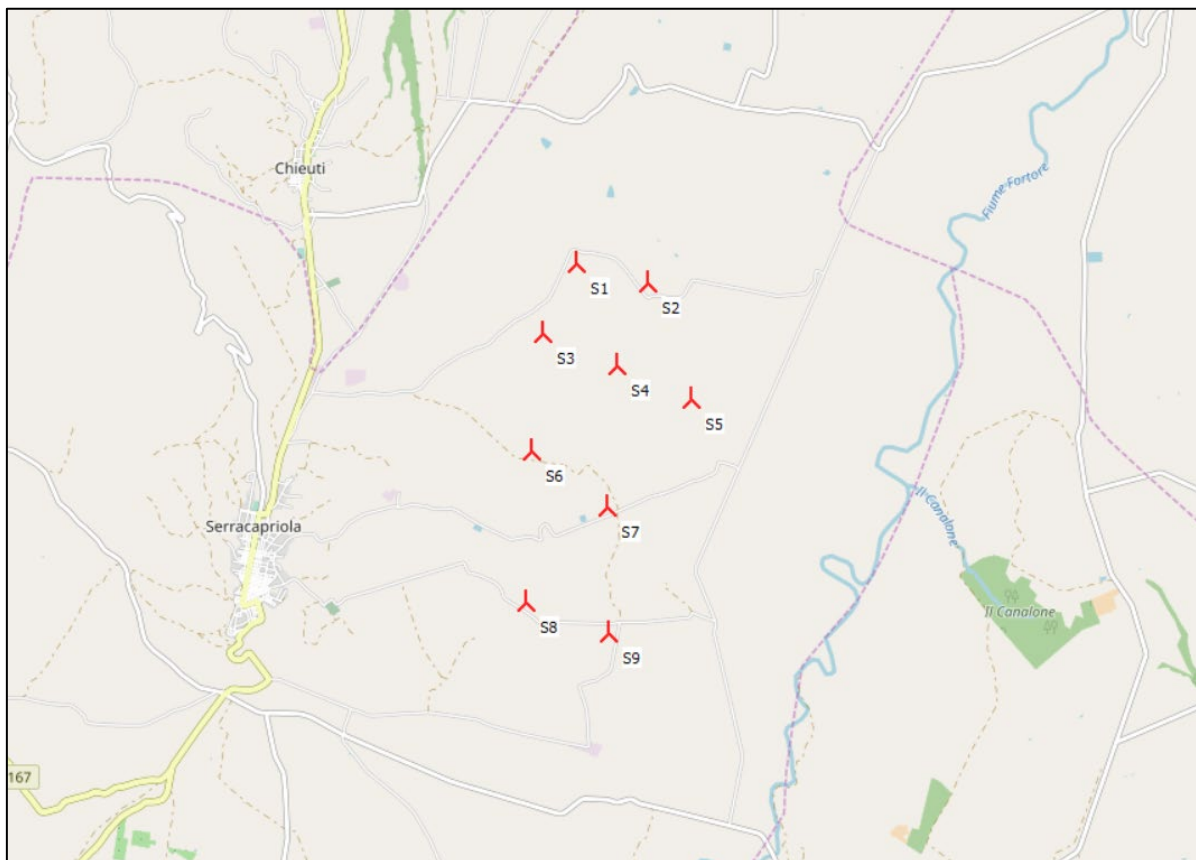 Chieuti
Fiume Fortore
S1
S2
S3
S4
S5
S6
Il Canalone
S7
Serracapriola
Il Canalone
S8
S9
167